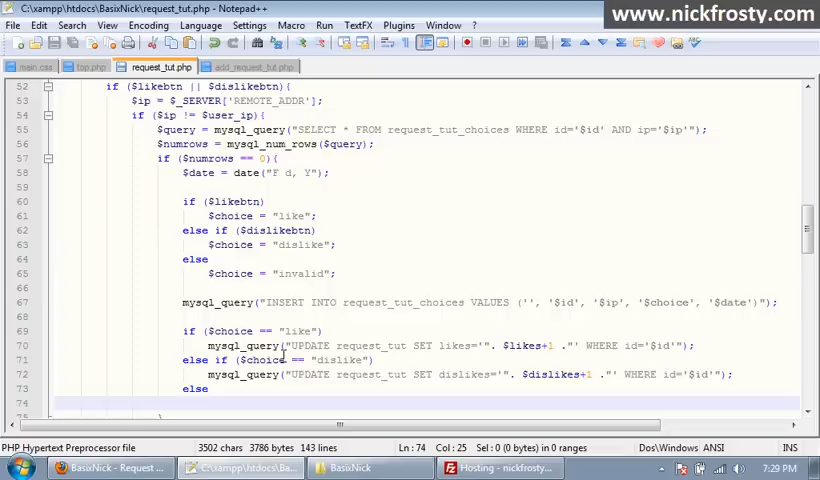 C:\xampp\htdocs\BasixNick\request_tut.php - Notepad++
www.nickfrosty.com
File Edit Search View Encoding Language Settings Macro Run TextFX Plugins Window ?
main.css top.php request_tut.php add_request_tut.php
52 if ($likebtn || $dislikebtn){
53 $ip = $_SERVER['REMOTE_ADDR'];
54 if ($ip != $user_ip){
55 $query = mysql_query("SELECT * FROM request_tut_choices WHERE id='$id' AND ip='$ip'");
56 $numrows = mysql_num_rows($query);
57 if ($numrows == 0){
58 $date = date("F d, Y");
59
60 if ($likebtn)
61 $choice = "like";
62 else if ($dislikebtn)
63 $choice = "dislike";
64 else
65 $choice = "invalid";
66
67 mysql_query("INSERT INTO request_tut_choices VALUES ('', '$id', '$ip', '$choice', '$date')");
68
69 if ($choice == "like")
70 mysql_query("UPDATE request_tut SET likes='". $likes+1 ."' WHERE id='$id'");
71 else if ($choice == "dislike")
72 mysql_query("UPDATE request_tut SET dislikes='". $dislikes+1 ."' WHERE id='$id'");
73 else
74
75 }
PHP Hypertext Preprocessor file 3502 chars 3786 bytes 143 lines Ln : 74 Col : 25 Sel : 0 (0 bytes) in 0 ranges Dos\Windows ANSI INS
BasixNick - Request ... C:\xampp\htdocs\Ba... BasixNick Hosting - nickfrosty... 7:29 PM